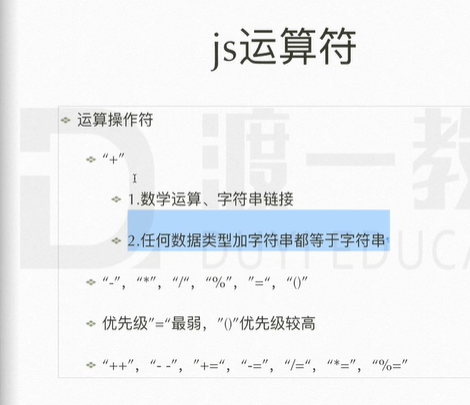 js运算符
运算操作符
“+”
1.数学运算、字符串链接
2.任何数据类型加字符串都等于字符串
“-”，“*”，“/“，“%”，”=“，“()”
优先级”=“最弱，”()”优先级较高
“++”，“- -”，”+=“，“-=”，“/=“，“*=”，“%=”
渡一教
DUYI EDUCA